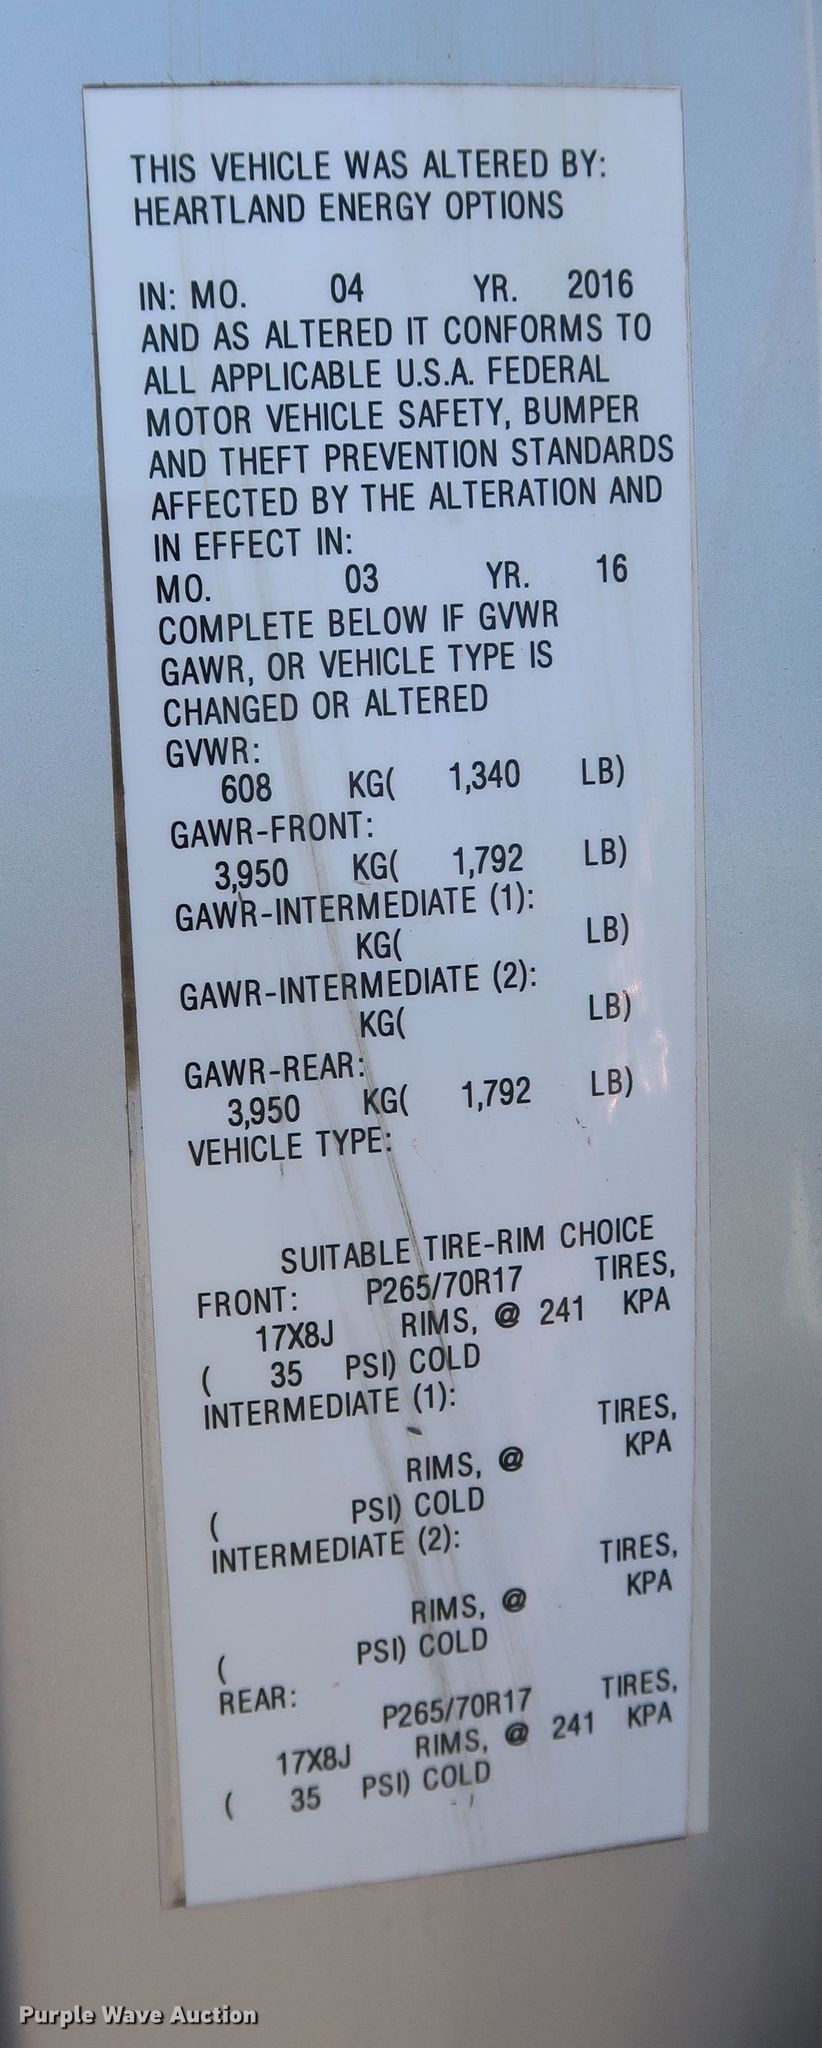 THIS VEHICLE WAS ALTERED BY:
HEARTLAND ENERGY OPTIONS
IN: MO. 04 YR. 2016
AND AS ALTERED IT CONFORMS TO
ALL APPLICABLE U.S.A. FEDERAL
MOTOR VEHICLE SAFETY, BUMPER
AND THEFT PREVENTION STANDARDS
AFFECTED BY THE ALTERATION AND
IN EFFECT IN:
MO. 03 YR. 16
COMPLETE BELOW IF GVWR
GAWR, OR VEHICLE TYPE IS
CHANGED OR ALTERED
GVWR:
608 KG( 1,340 LB)
GAWR-FRONT:
3,950 KG( 1,792 LB)
GAWR-INTERMEDIATE (1):
KG( LB)
GAWR-INTERMEDIATE (2):
KG( LB)
GAWR-REAR:
3,950 KG( 1,792 LB)
VEHICLE TYPE:
SUITABLE TIRE-RIM CHOICE
FRONT: P265/70R17 TIRES,
17X8J RIMS, @ 241 KPA
( 35 PSI) COLD
INTERMEDIATE (1):
TIRES,
RIMS, @ KPA
( PSI) COLD
INTERMEDIATE (2):
TIRES,
RIMS, @ KPA
( PSI) COLD
REAR: P265/70R17 TIRES,
17X8J RIMS, @ 241 KPA
( 35 PSI) COLD
Purple Wave Auction